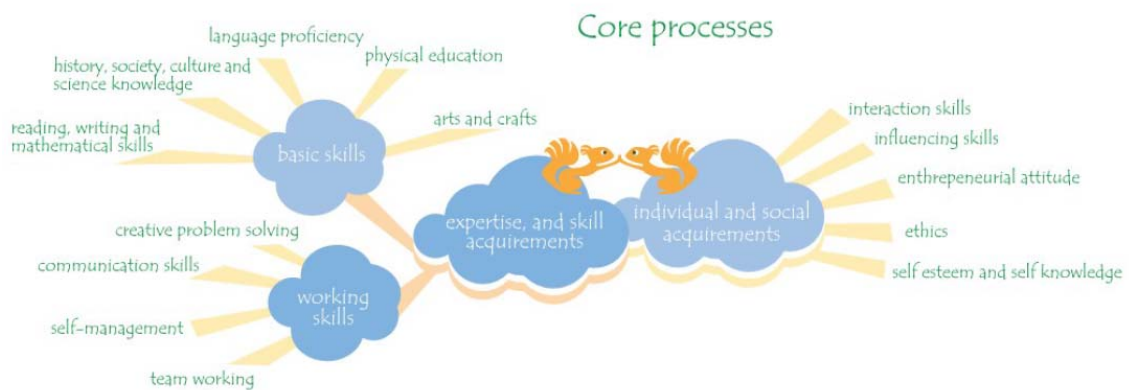 Core processes
language proficiency
physical education
history, society, culture and
science knowledge
arts and crafts
reading, writing and
mathematical skills
basic skills
creative problem solving
communication skills
working
skills
self-management
team working
expertise, and skill
acquirements
individual and social
acquirements
interaction skills
influencing skills
enthrepeneurial attitude
ethics
self esteem and self knowledge